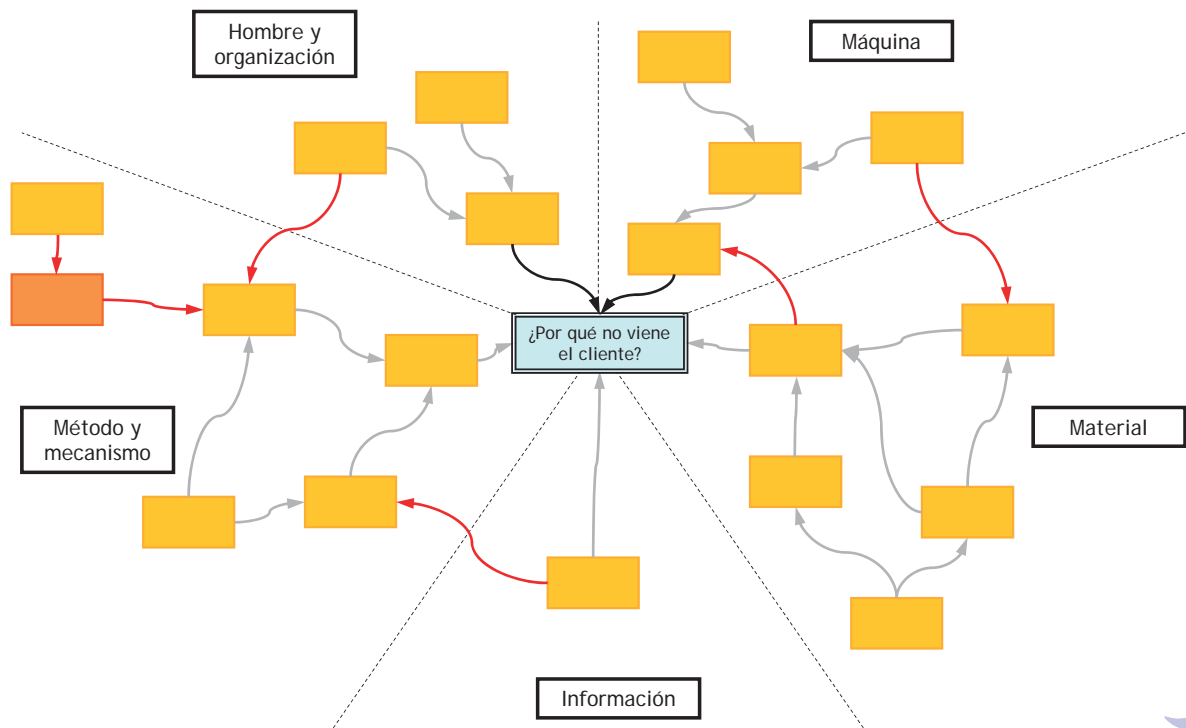 Hombre y
organización
Máquina
¿Por qué no viene
el cliente?
Método y
mecanismo
Material
Información